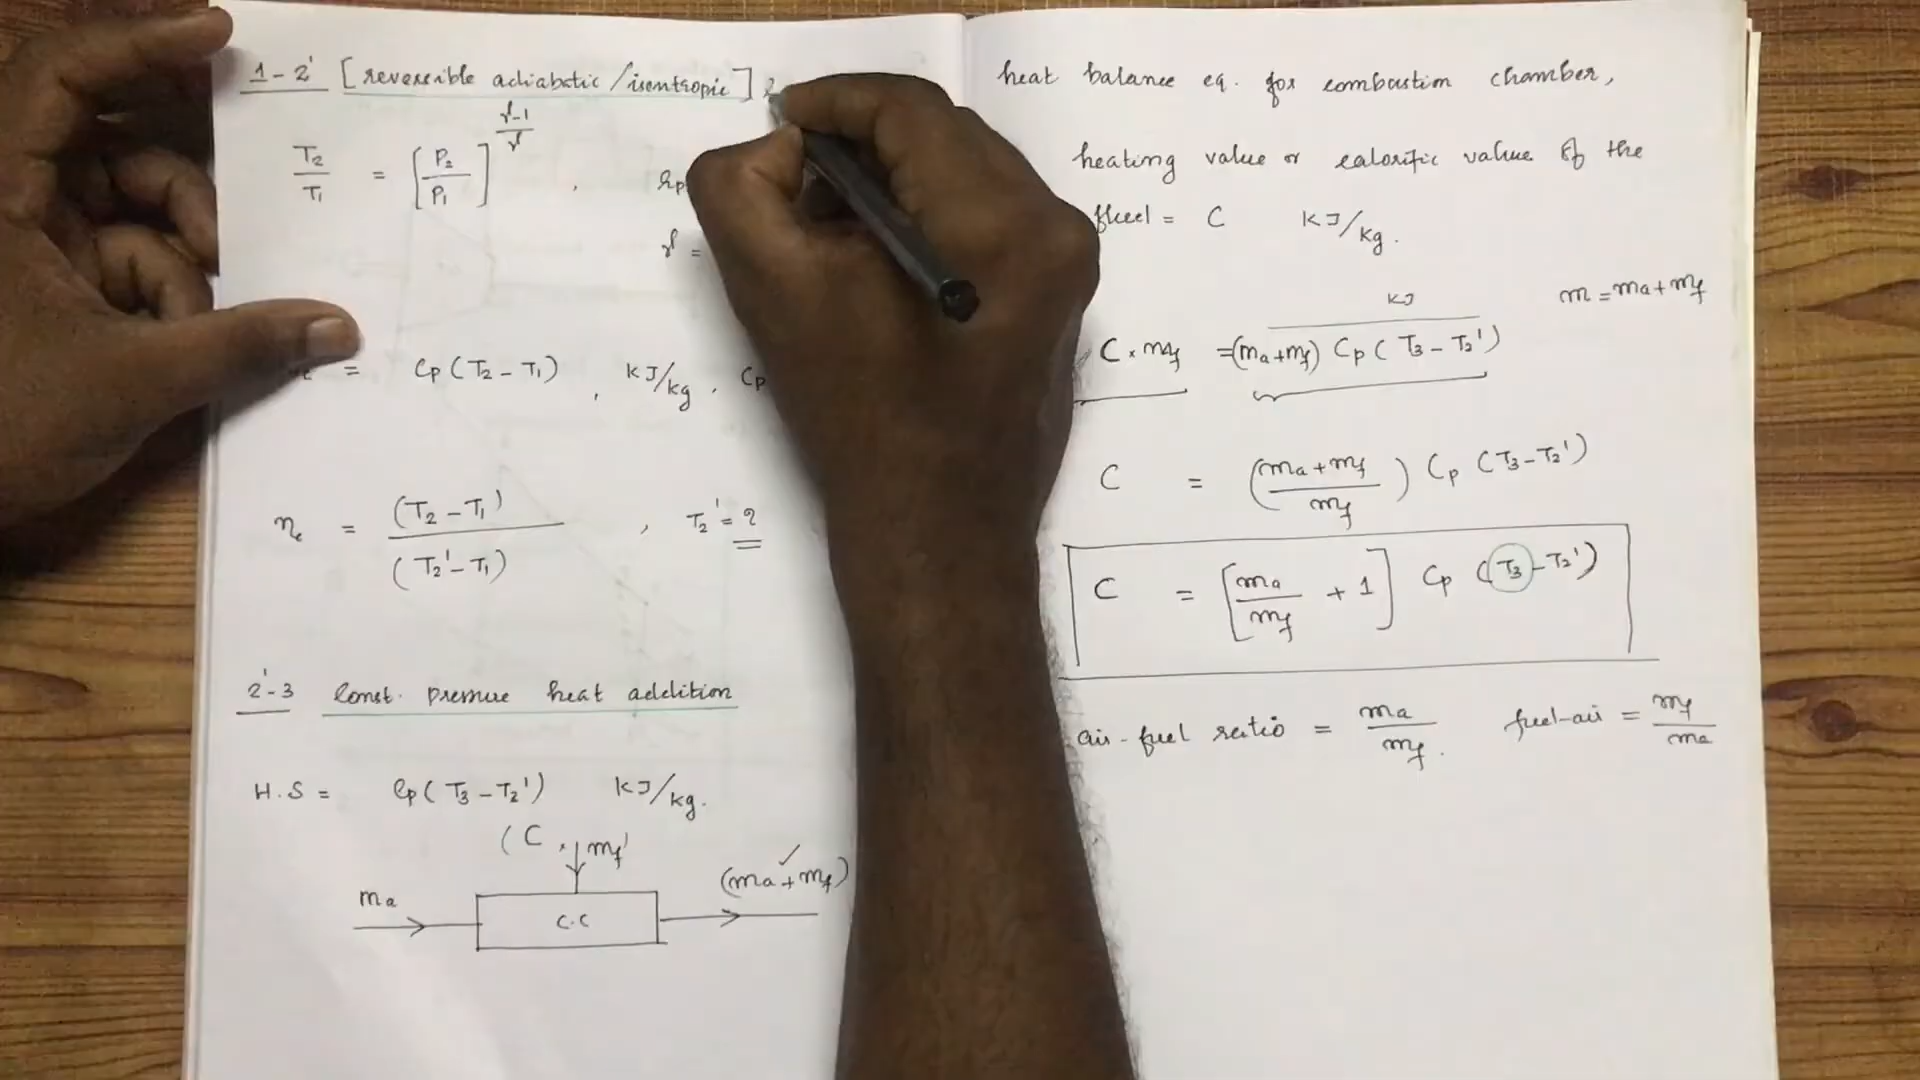 1-2' [reversible adiabatic/isentropic]
T₂/T₁ = [P₂/P₁]^(γ-1)/γ ,
γ =
= Cp (T₂ - T₁) , KJ/kg . Cp
ηc = (T₂ - T₁)/(T₂' - T₁) , T₂' = ?
2'-3 Const. pressure heat addition
H.S = Cp (T₃ - T₂') KJ/kg.
(C × mf)
ma
C.C
(ma + mf)
heat balance eq. for combustion chamber,
heating value or calorific value of the
fuel = C KJ/kg.
KJ
m = ma + mf
C × mf = (ma + mf) Cp (T₃ - T₂')
C = (ma + mf/mf) Cp (T₃ - T₂')
C = [ma/mf + 1] Cp (T₃ - T₂')
air-fuel ratio = ma/mf. fuel-air = mf/ma